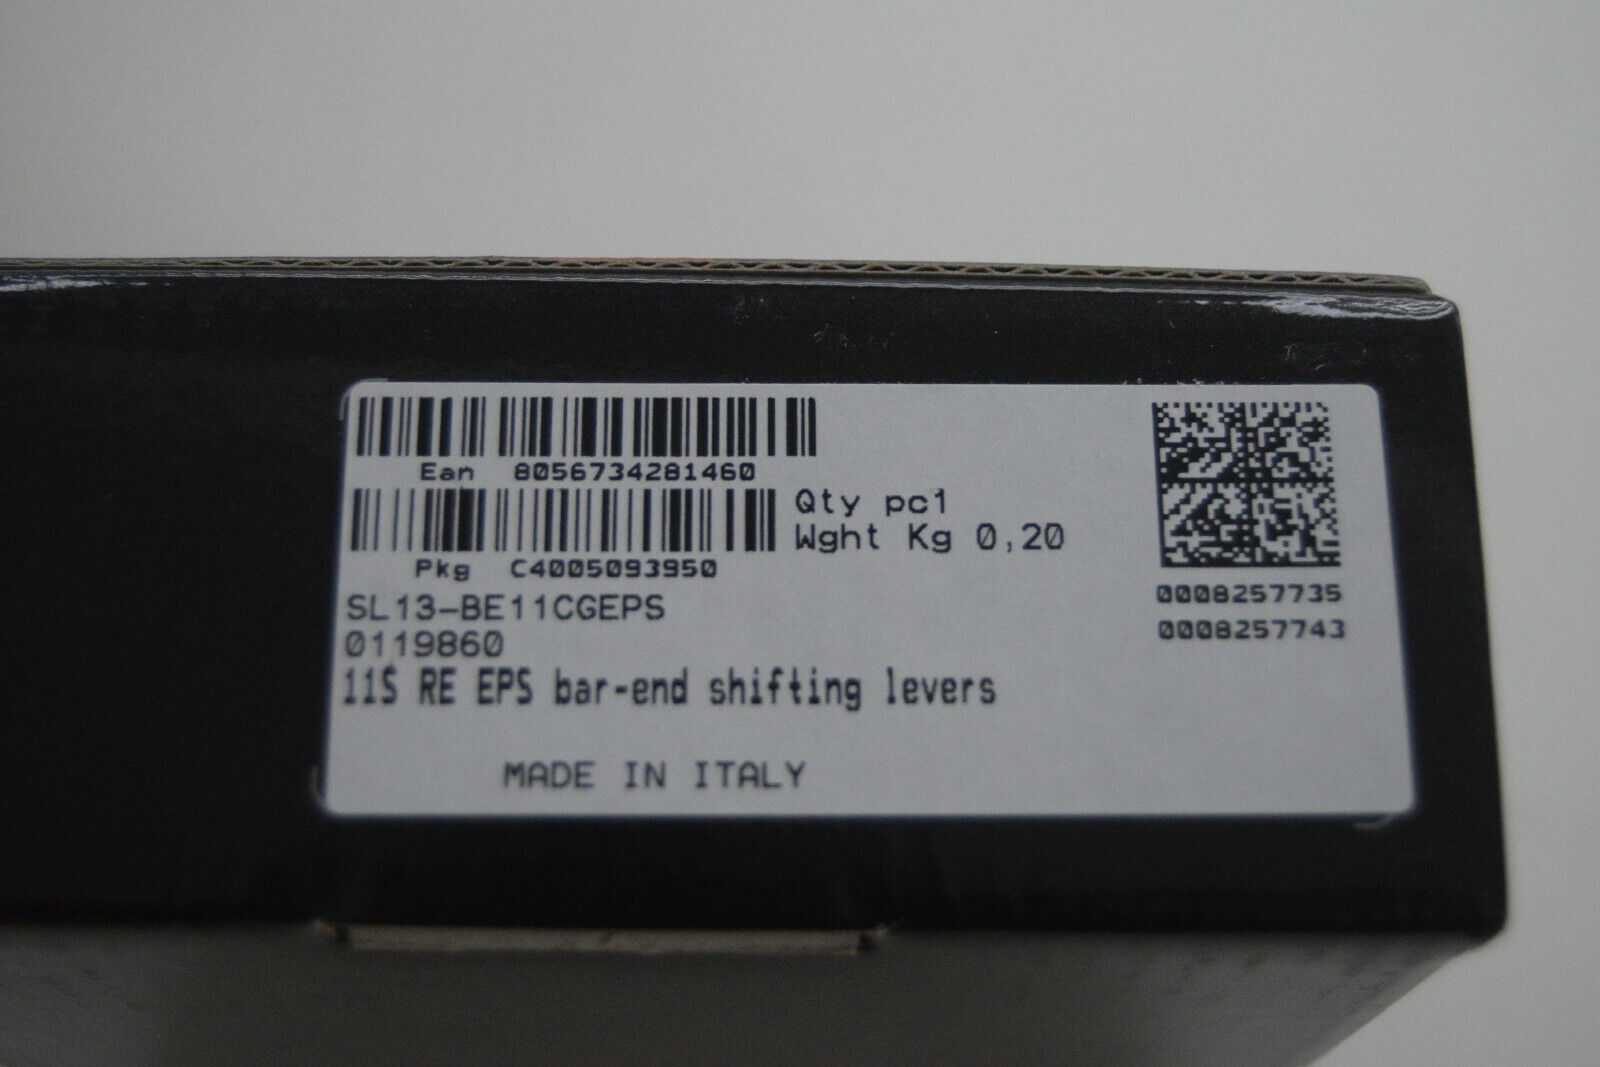 Ean 8056734281460
Qty pc1
Wght Kg 0,20
Pkg C4005093950
SL13-BE11CGEPS
0119860
11S RE EPS bar-end shifting levers
MADE IN ITALY
0008257735
0008257743